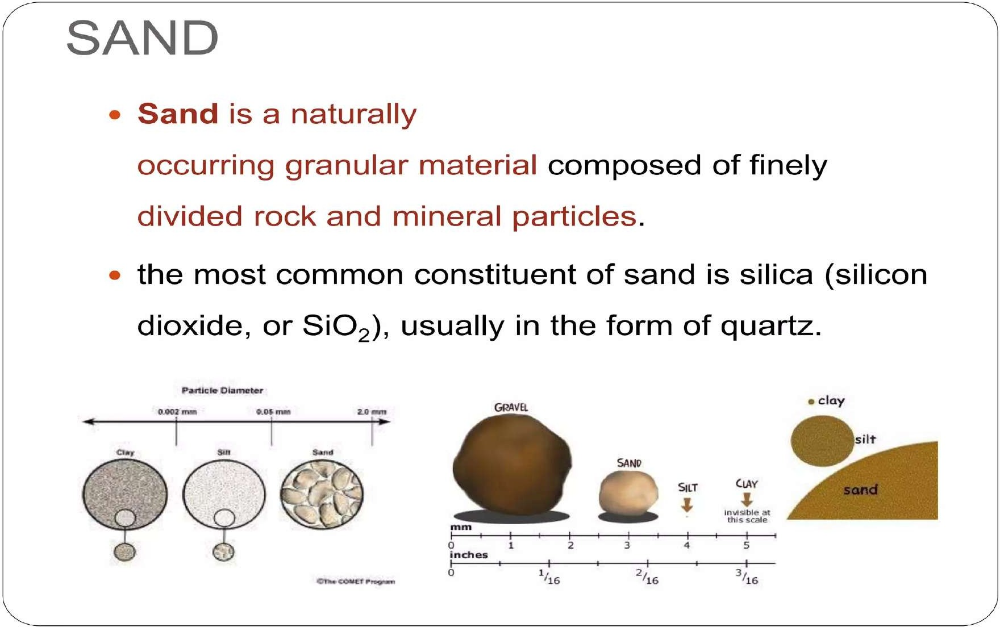 SAND
• Sand is a naturally
occurring granular material composed of finely
divided rock and mineral particles.
• the most common constituent of sand is silica (silicon
dioxide, or SiO₂), usually in the form of quartz.
Particle Diameter
0.002 mm 0.05 mm 2.0 mm
Clay Silt Sand
©The COMET Program
GRAVEL
SAND
SILT
CLAY
invisible at
this scale
mm
0 1 2 3 4 5
inches
0 1/16 2/16 3/16
clay
silt
sand